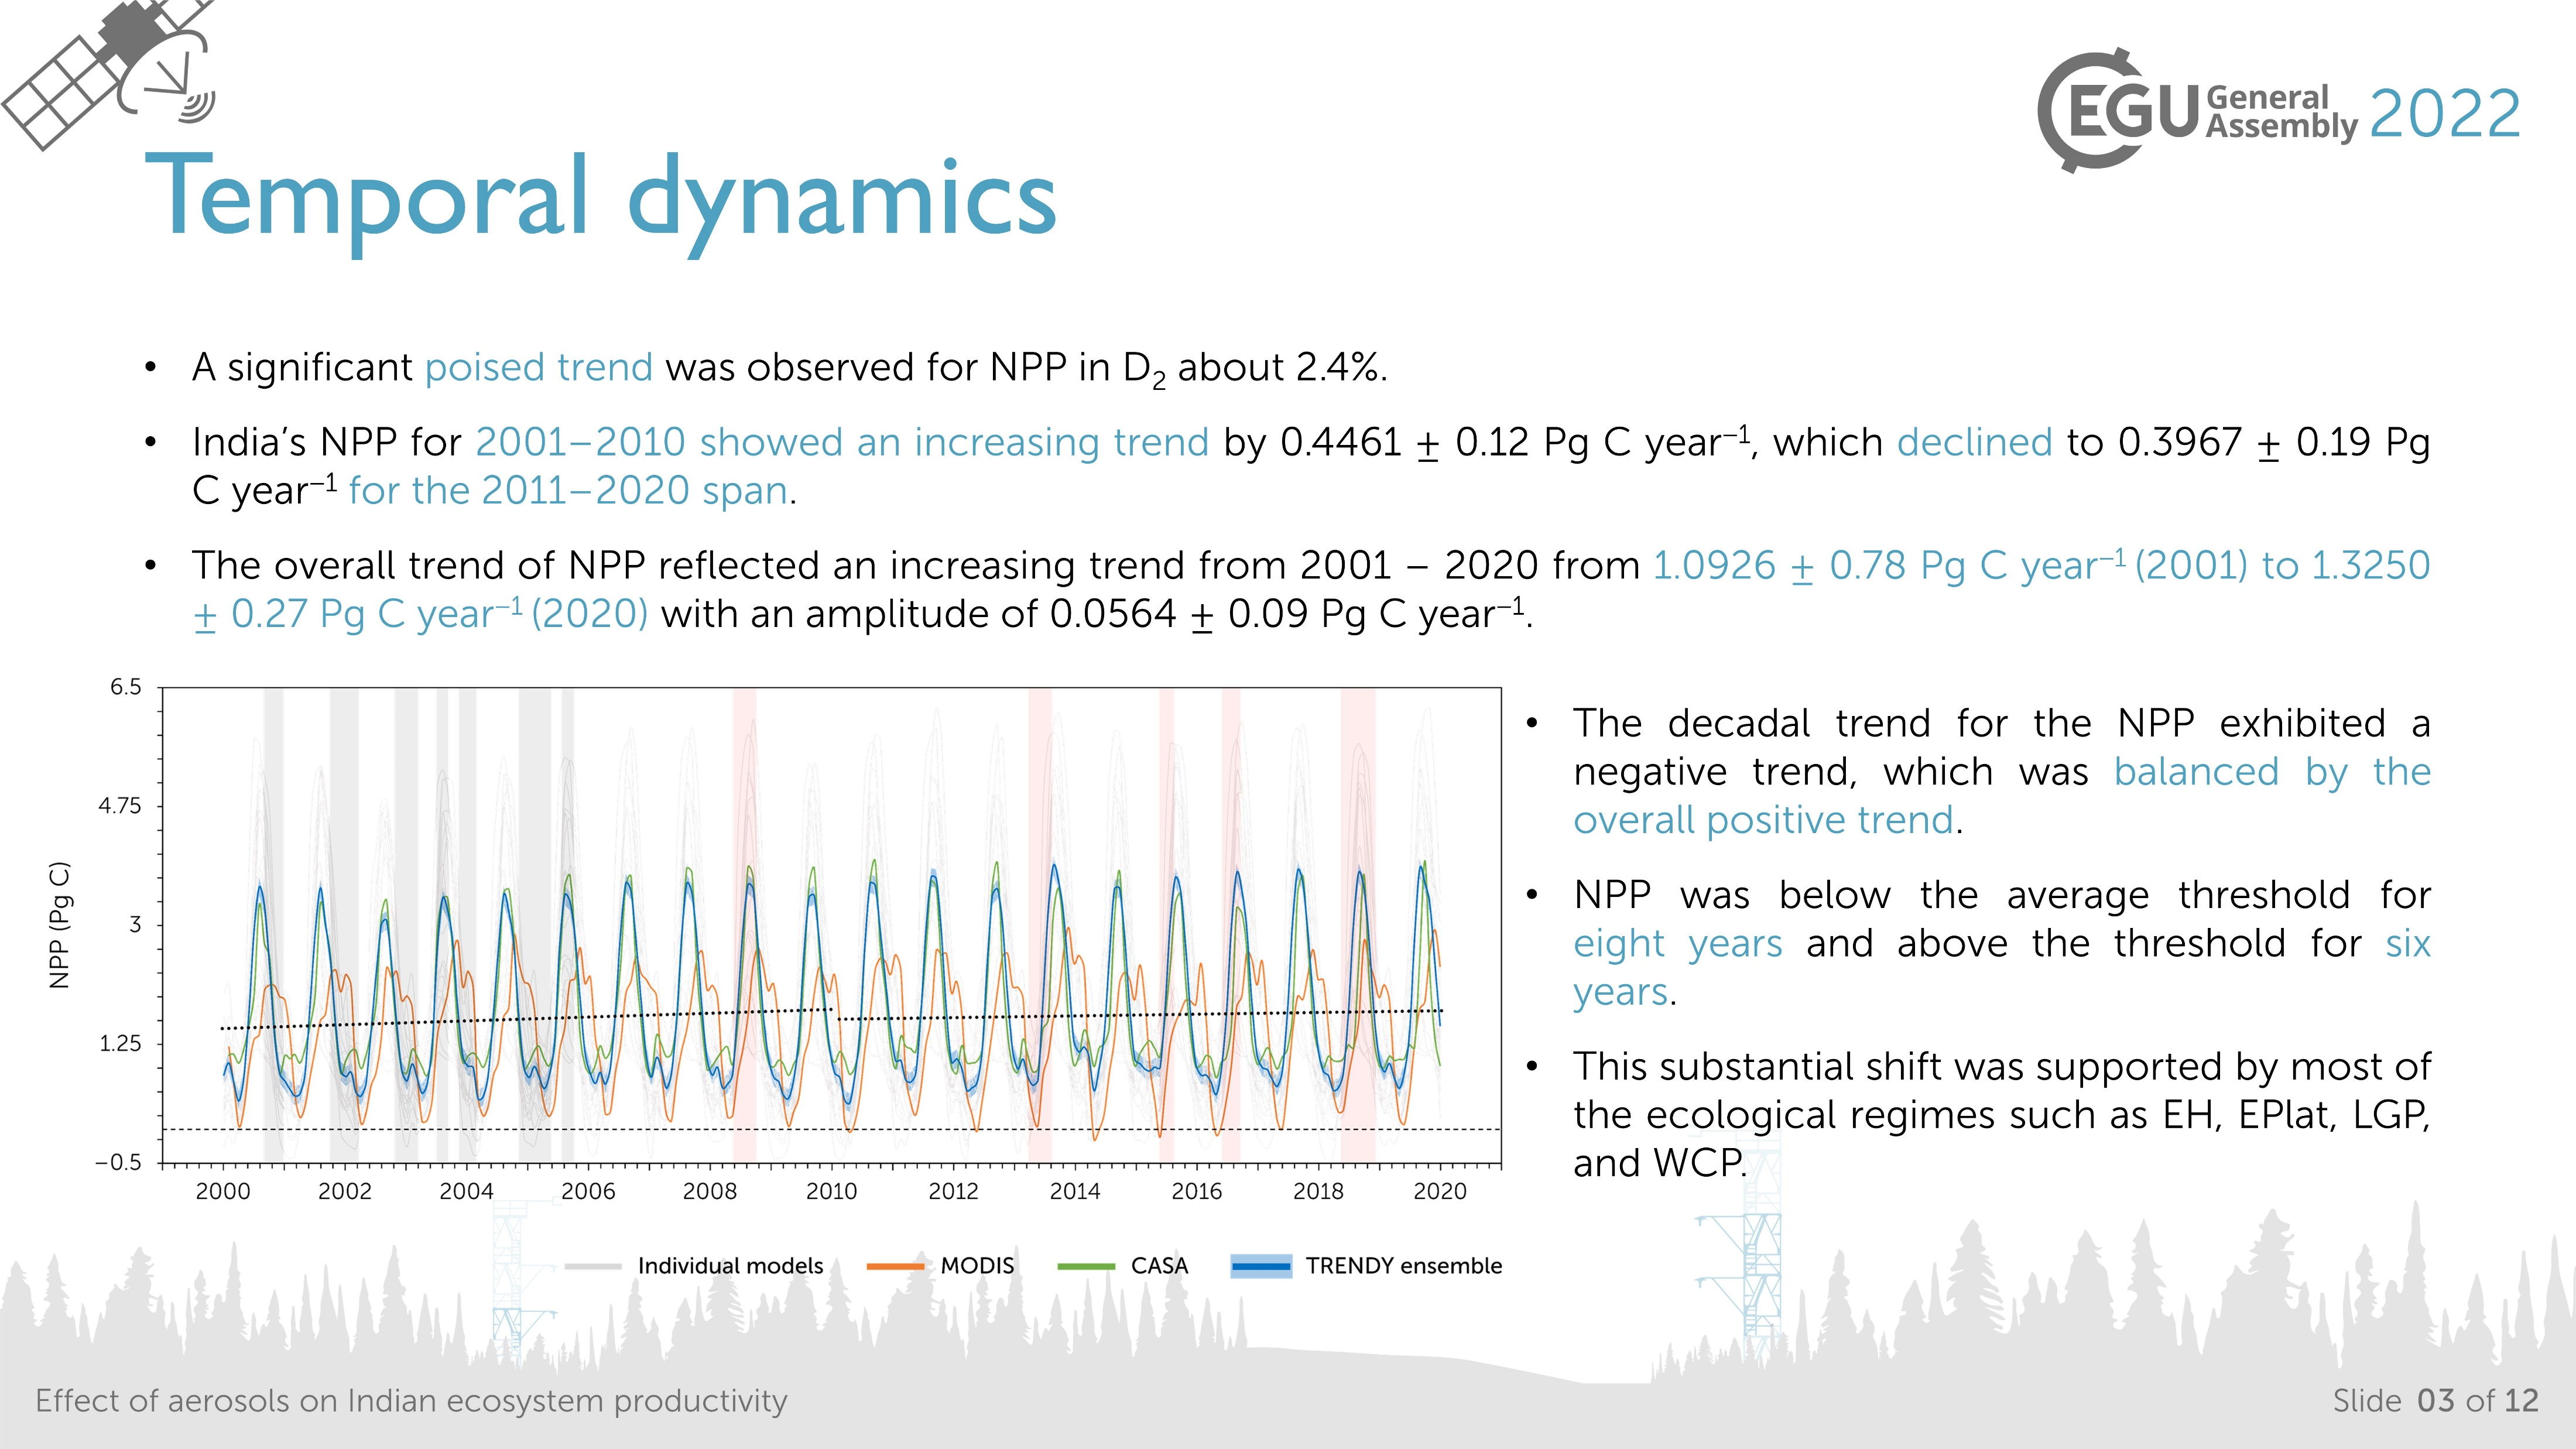 EGU General Assembly 2022
Temporal dynamics
• A significant poised trend was observed for NPP in D₂ about 2.4%.
• India’s NPP for 2001–2010 showed an increasing trend by 0.4461 ± 0.12 Pg C year⁻¹, which declined to 0.3967 ± 0.19 Pg
C year⁻¹ for the 2011–2020 span.
• The overall trend of NPP reflected an increasing trend from 2001 – 2020 from 1.0926 ± 0.78 Pg C year⁻¹ (2001) to 1.3250
± 0.27 Pg C year⁻¹ (2020) with an amplitude of 0.0564 ± 0.09 Pg C year⁻¹.
6.5
4.75
3
1.25
−0.5
NPP (Pg C)
2000 2002 2004 2006 2008 2010 2012 2014 2016 2018 2020
Individual models MODIS CASA TRENDY ensemble
• The decadal trend for the NPP exhibited a
negative trend, which was balanced by the
overall positive trend.
• NPP was below the average threshold for
eight years and above the threshold for six
years.
• This substantial shift was supported by most of
the ecological regimes such as EH, EPlat, LGP,
and WCP.
Effect of aerosols on Indian ecosystem productivity
Slide 03 of 12